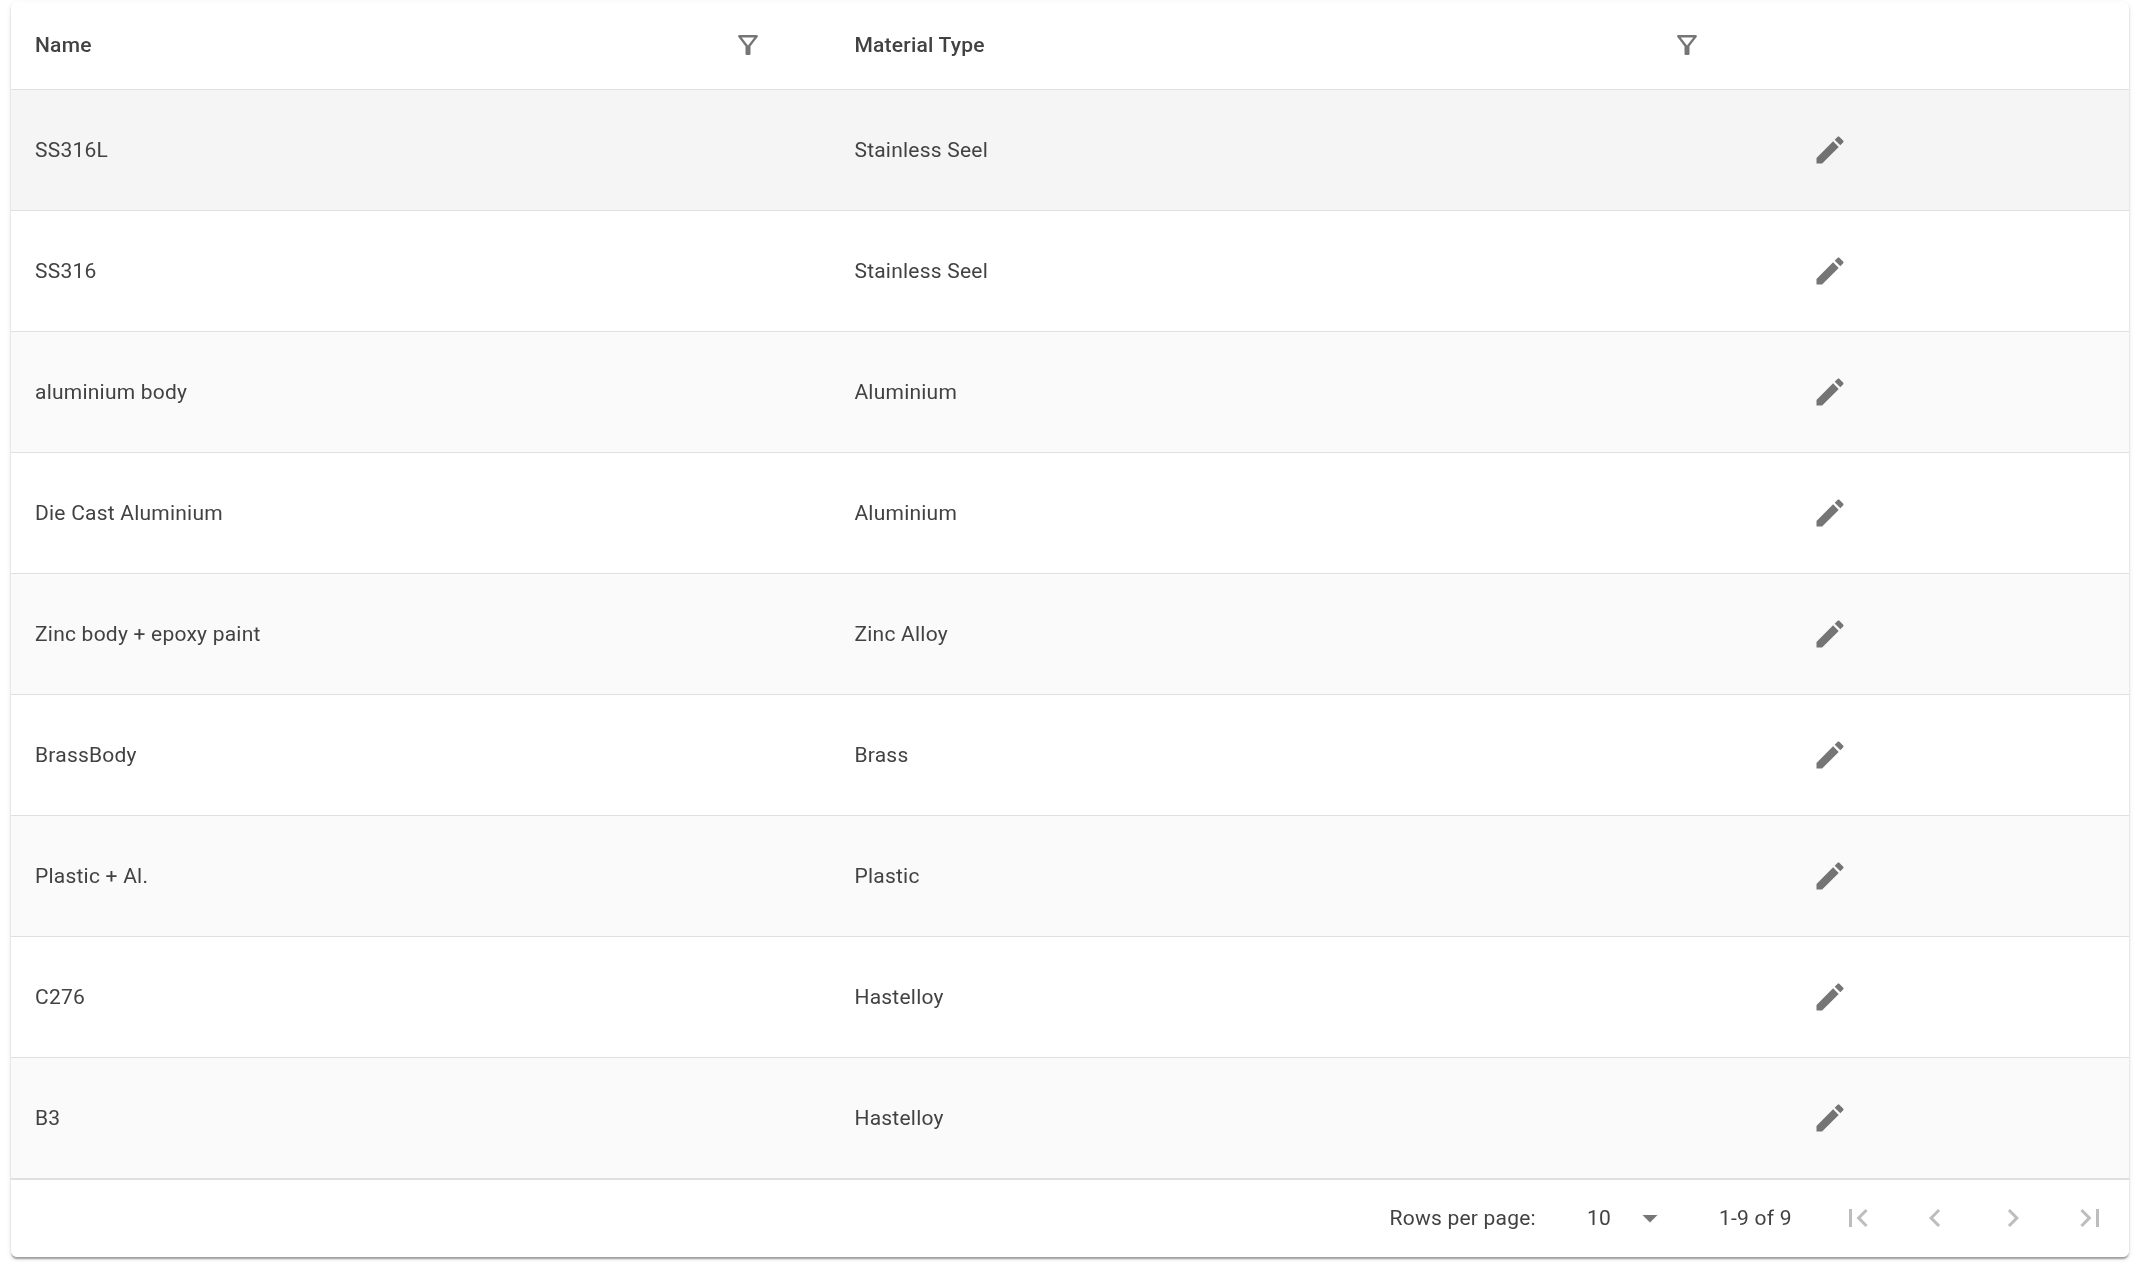 Name Material Type
SS316L Stainless Seel
SS316 Stainless Seel
aluminium body Aluminium
Die Cast Aluminium Aluminium
Zinc body + epoxy paint Zinc Alloy
BrassBody Brass
Plastic + Al. Plastic
C276 Hastelloy
B3 Hastelloy
Rows per page: 10 1-9 of 9